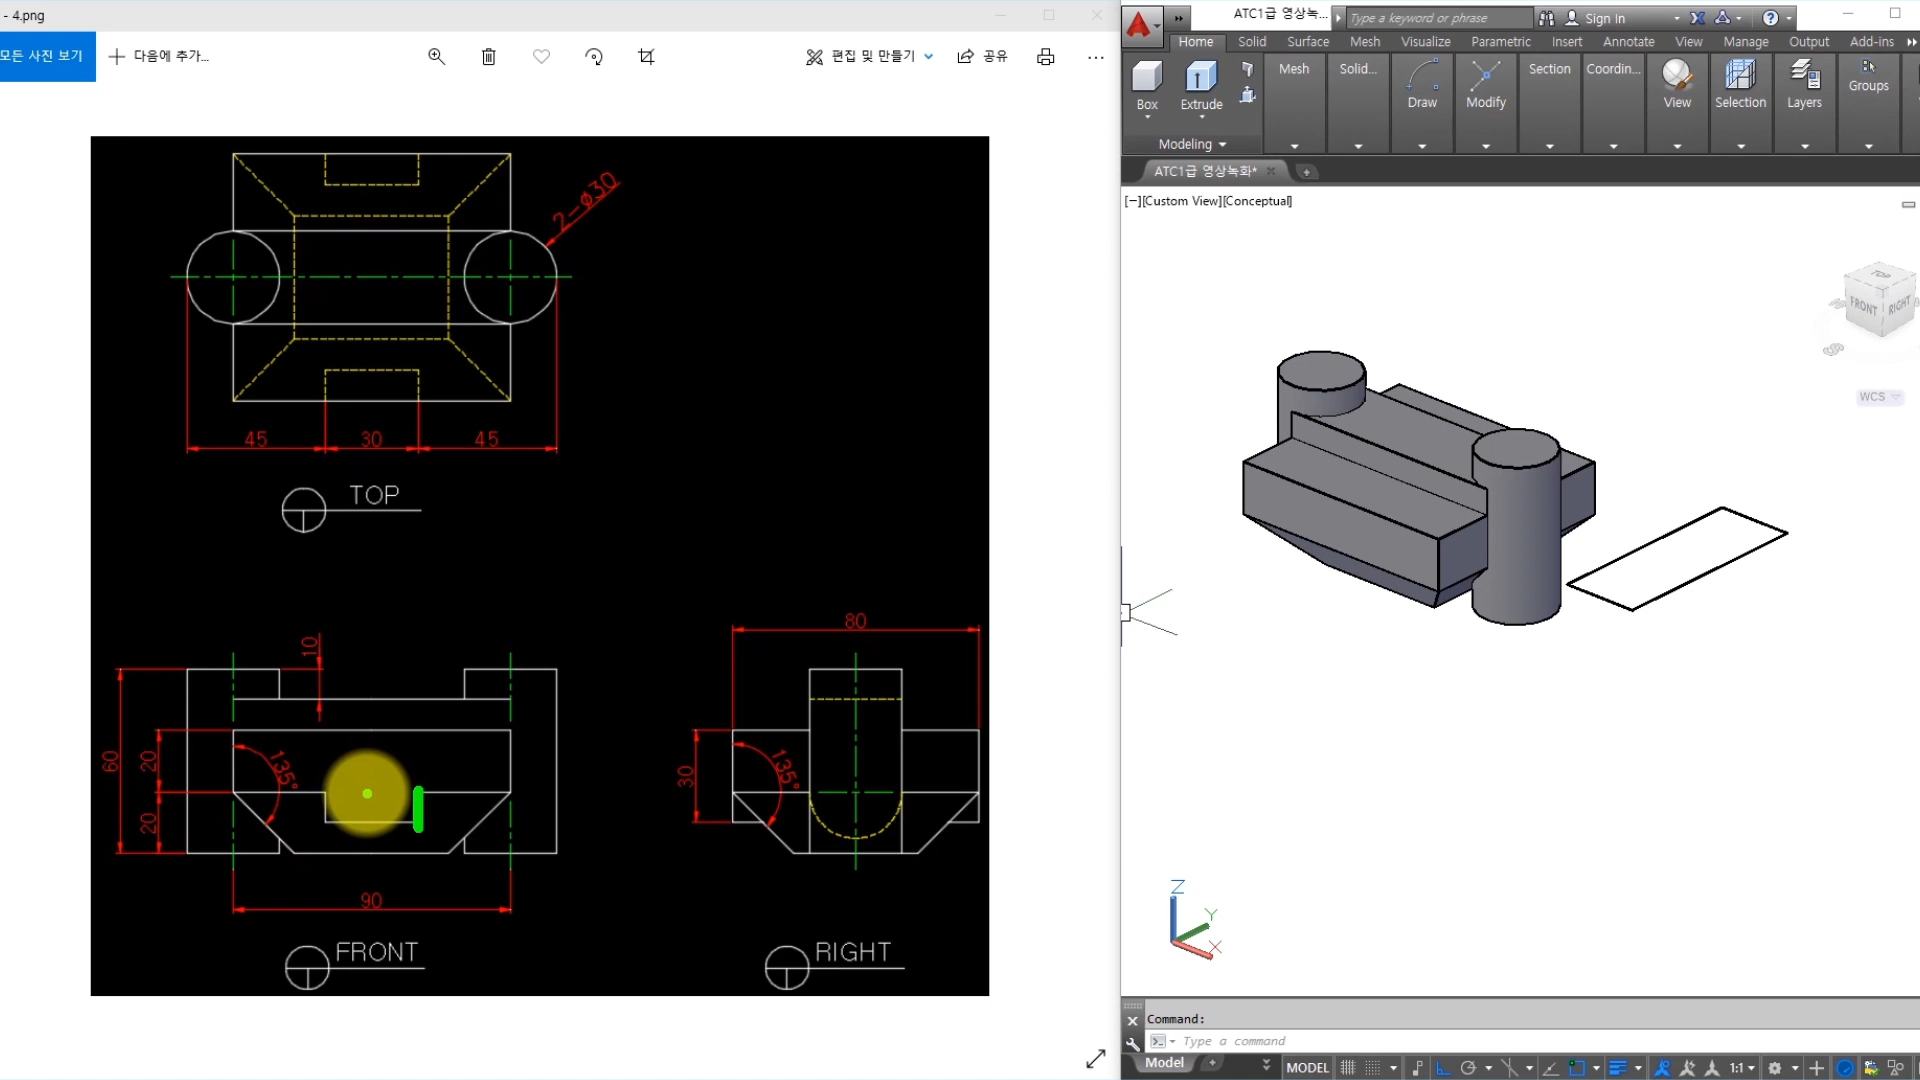 - 4.png
모든 사진 보기
다음에 추가...
편집 및 만들기
공유
2-ø30
45
30
45
TOP
10
60
20
20
135°
90
FRONT
80
30
135°
RIGHT
ATC1급 영상녹...
Type a keyword or phrase
Sign In
Home
Solid
Surface
Mesh
Visualize
Parametric
Insert
Annotate
View
Manage
Output
Add-ins
Box
Extrude
Mesh
Solid...
Draw
Modify
Section
Coordin...
View
Selection
Layers
Groups
Modeling
ATC1급 영상녹화*
[−][Custom View][Conceptual]
TOP
FRONT
RIGHT
WCS
Z
Y
X
Command:
Type a command
Model
MODEL
1:1